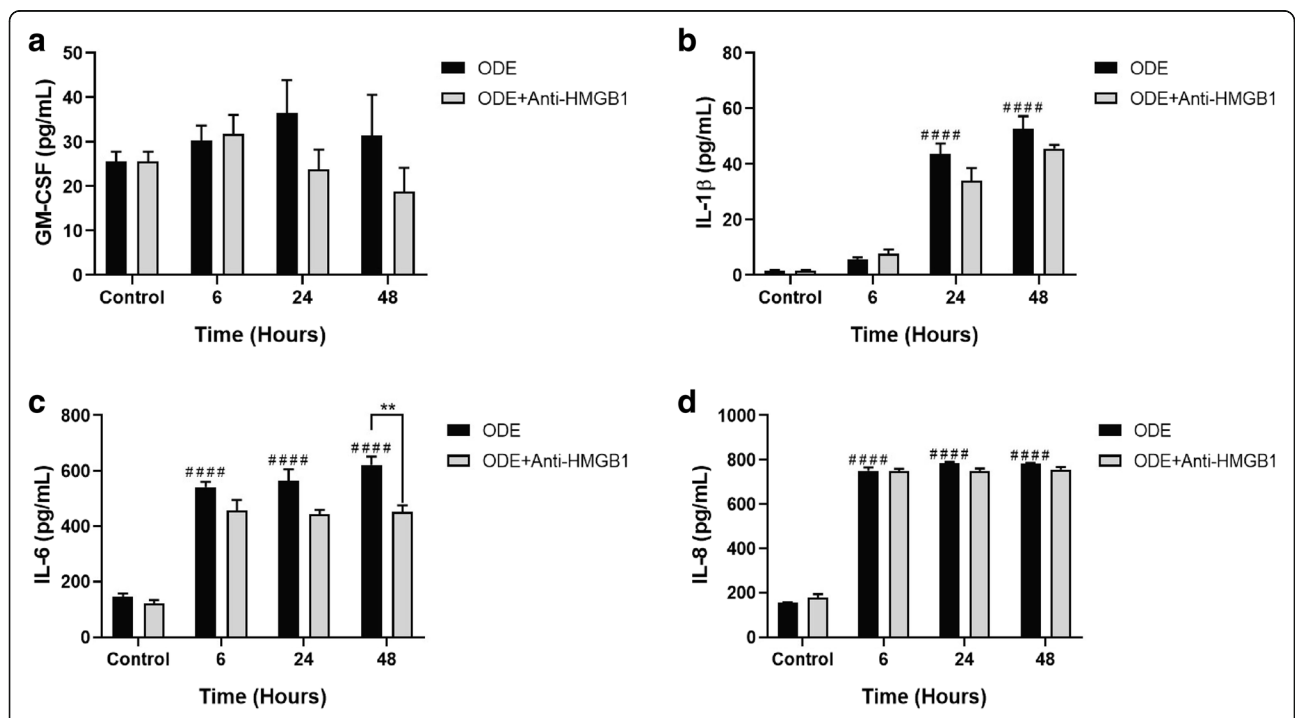 a
50
40
30
20
10
0
GM-CSF (pg/mL)
Control 6 24 48
Time (Hours)
ODE
ODE+Anti-HMGB1
b
80
60
40
20
0
IL-1β (pg/mL)
#### ####
Control 6 24 48
Time (Hours)
ODE
ODE+Anti-HMGB1
c
800
600
400
200
0
IL-6 (pg/mL)
**
#### #### ####
Control 6 24 48
Time (Hours)
ODE
ODE+Anti-HMGB1
d
1000
800
600
400
200
0
IL-8 (pg/mL)
#### #### ####
Control 6 24 48
Time (Hours)
ODE
ODE+Anti-HMGB1